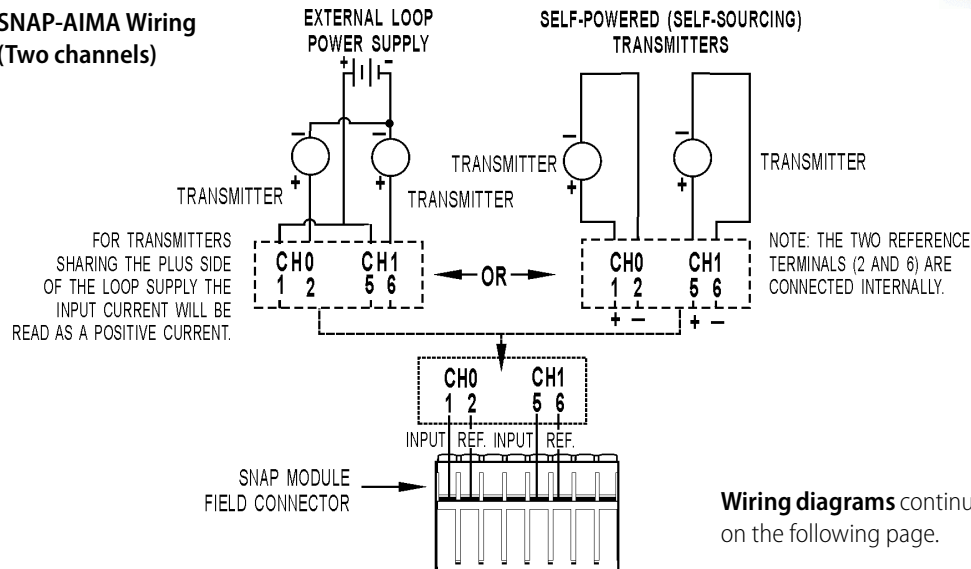 SNAP-AIMA Wiring
(Two channels)
EXTERNAL LOOP
POWER SUPPLY
+ −
− −
TRANSMITTER
+ +
TRANSMITTER
FOR TRANSMITTERS
SHARING THE PLUS SIDE
OF THE LOOP SUPPLY THE
INPUT CURRENT WILL BE
READ AS A POSITIVE CURRENT.
CH0 CH1
1 2 5 6
OR
SELF-POWERED (SELF-SOURCING)
TRANSMITTERS
− −
TRANSMITTER
TRANSMITTER
+ +
CH0 CH1
1 2 5 6
+ − + −
NOTE: THE TWO REFERENCE
TERMINALS (2 AND 6) ARE
CONNECTED INTERNALLY.
CH0 CH1
1 2 5 6
INPUT REF. INPUT REF.
SNAP MODULE
FIELD CONNECTOR
Wiring diagrams continu
on the following page.